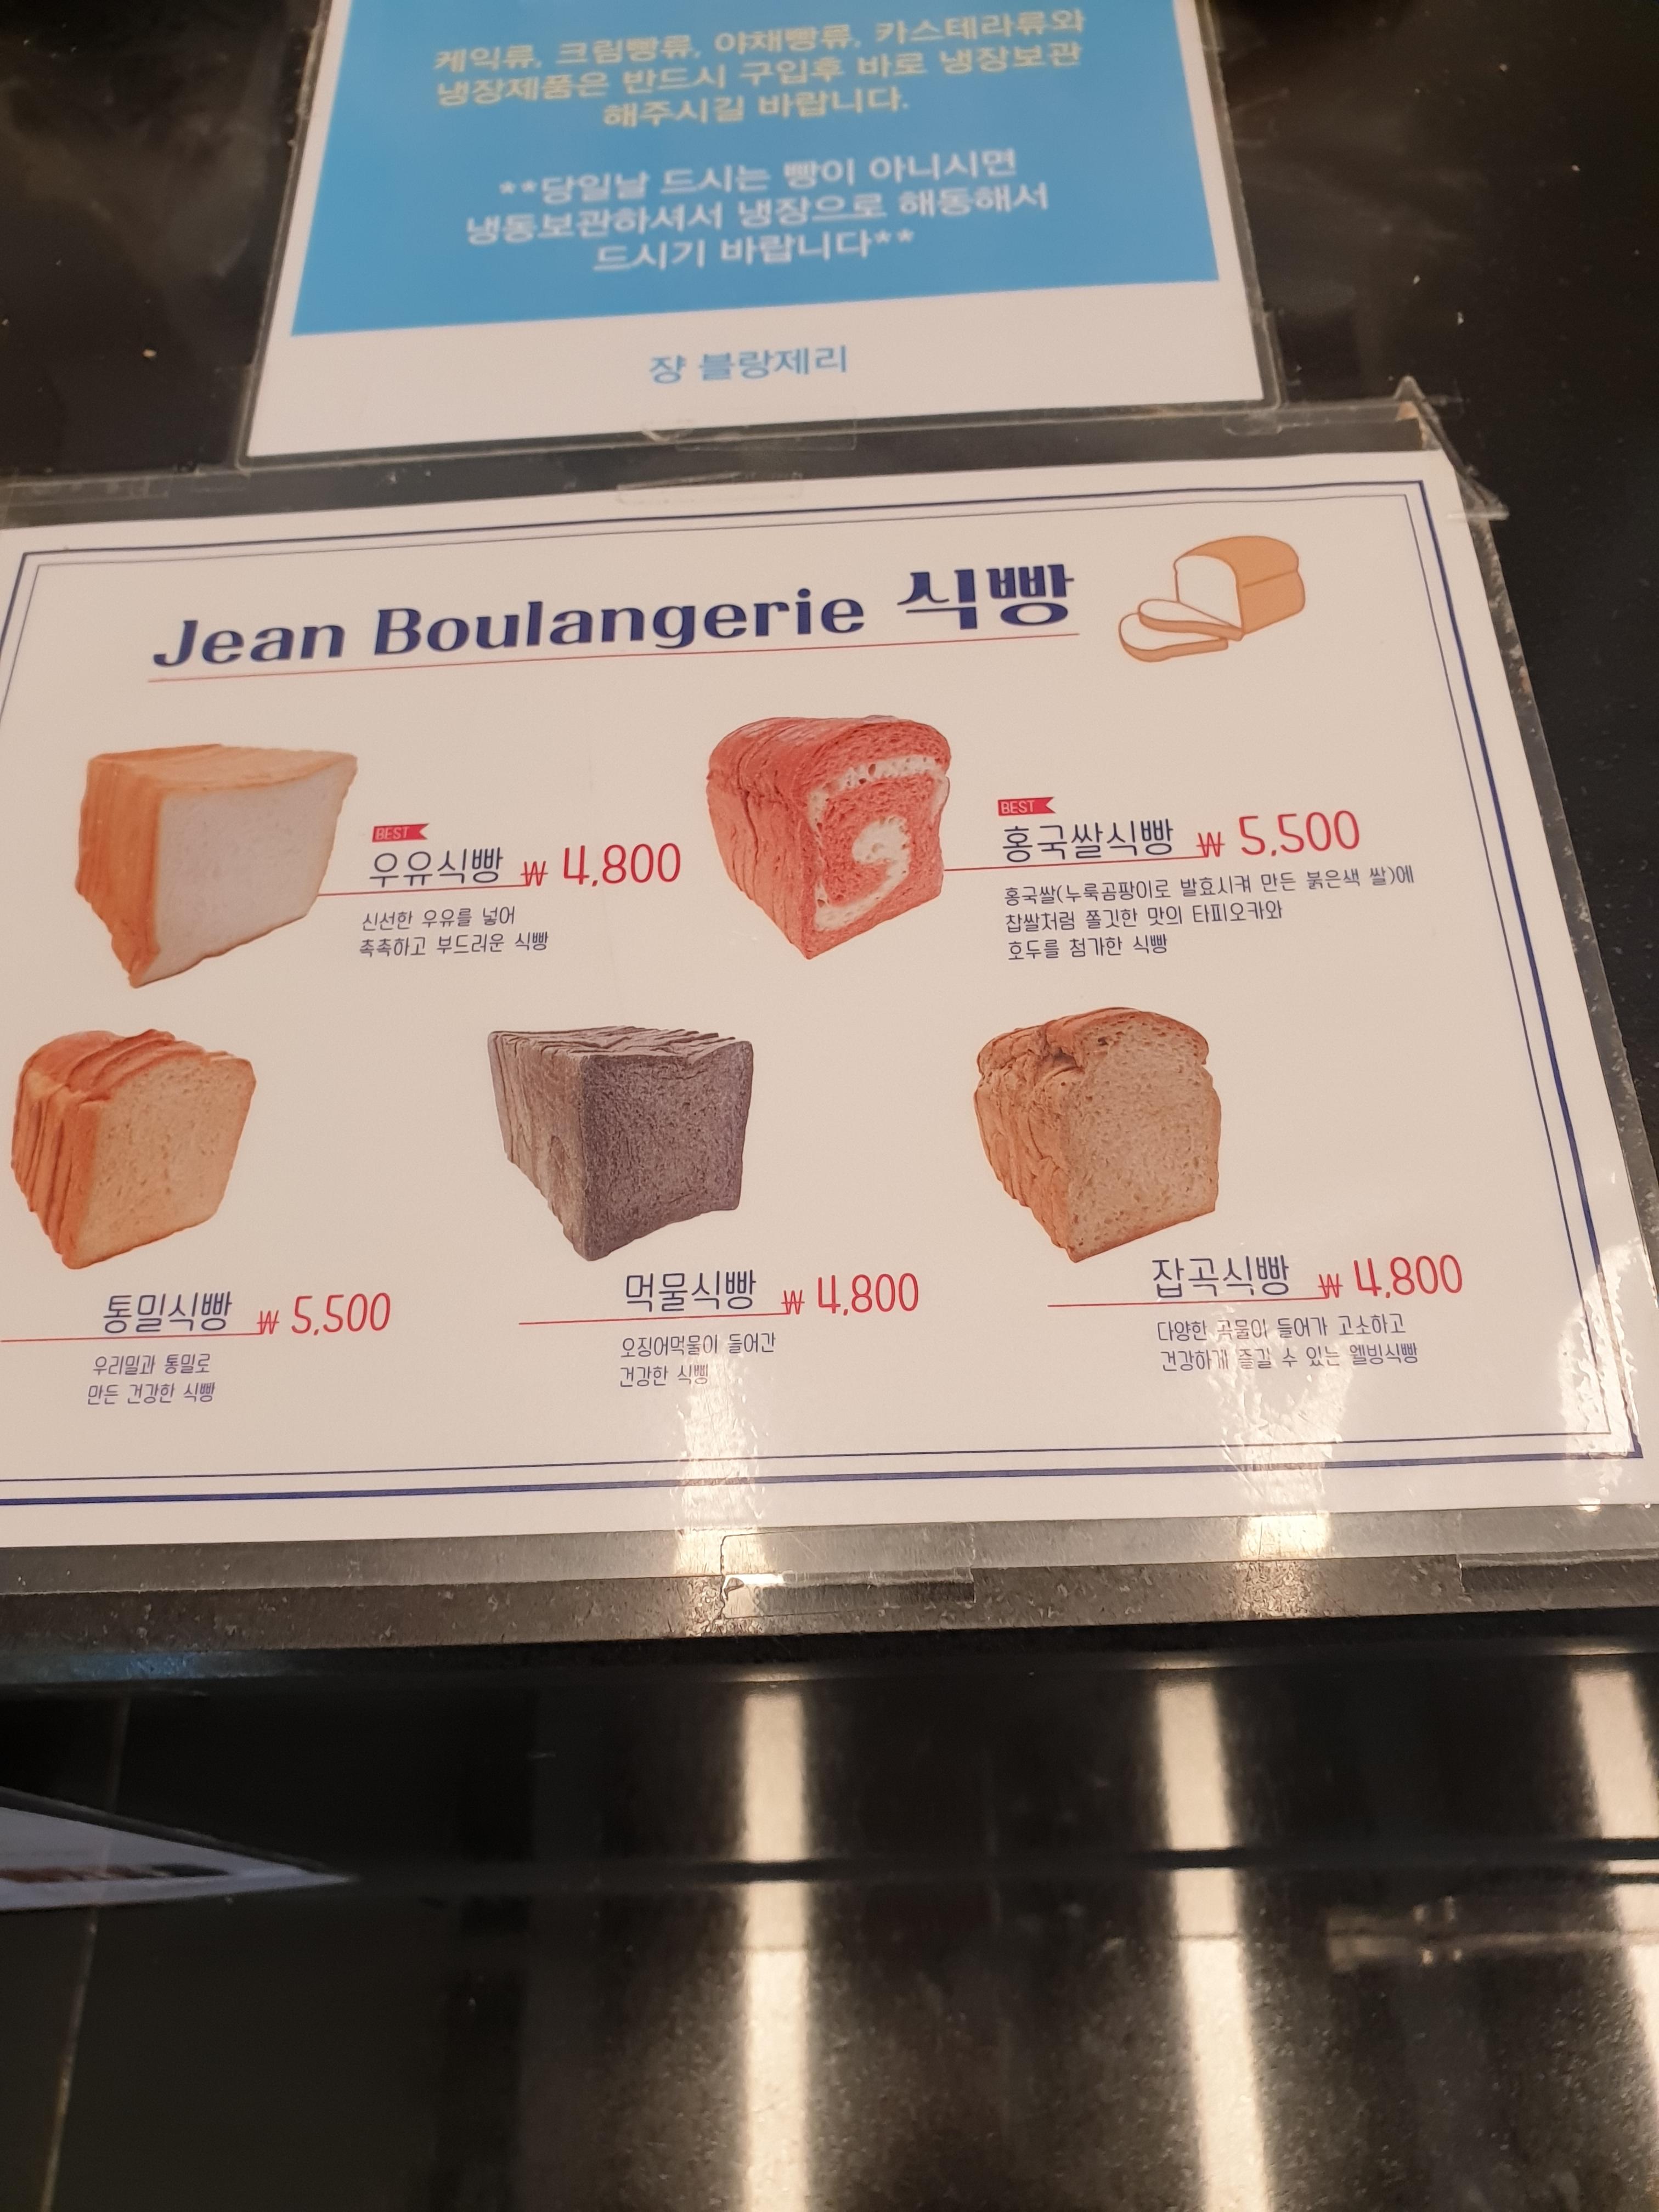 케익류, 크림빵류, 야채빵류, 카스테라류와
냉장제품은 반드시 구입후 바로 냉장보관
해주시길 바랍니다.
**당일날 드시는 빵이 아니시면
냉동보관하셔서 냉장으로 해동해서
드시기 바랍니다**
쟝 블랑제리
Jean Boulangerie 식빵
BEST
우유식빵 ₩ 4,800
신선한 우유를 넣어
촉촉하고 부드러운 식빵
BEST
홍국쌀식빵 ₩ 5,500
홍국쌀(누룩곰팡이로 발효시켜 만든 붉은색 쌀)에
찹쌀처럼 쫄깃한 맛의 타피오카와
호두를 첨가한 식빵
통밀식빵 ₩ 5,500
우리밀과 통밀로
만든 건강한 식빵
먹물식빵 ₩ 4,800
오징어먹물이 들어간
건강한 식빵
잡곡식빵 ₩ 4,800
다양한 곡물이 들어가 고소하고
건강하게 즐길 수 있는 웰빙식빵